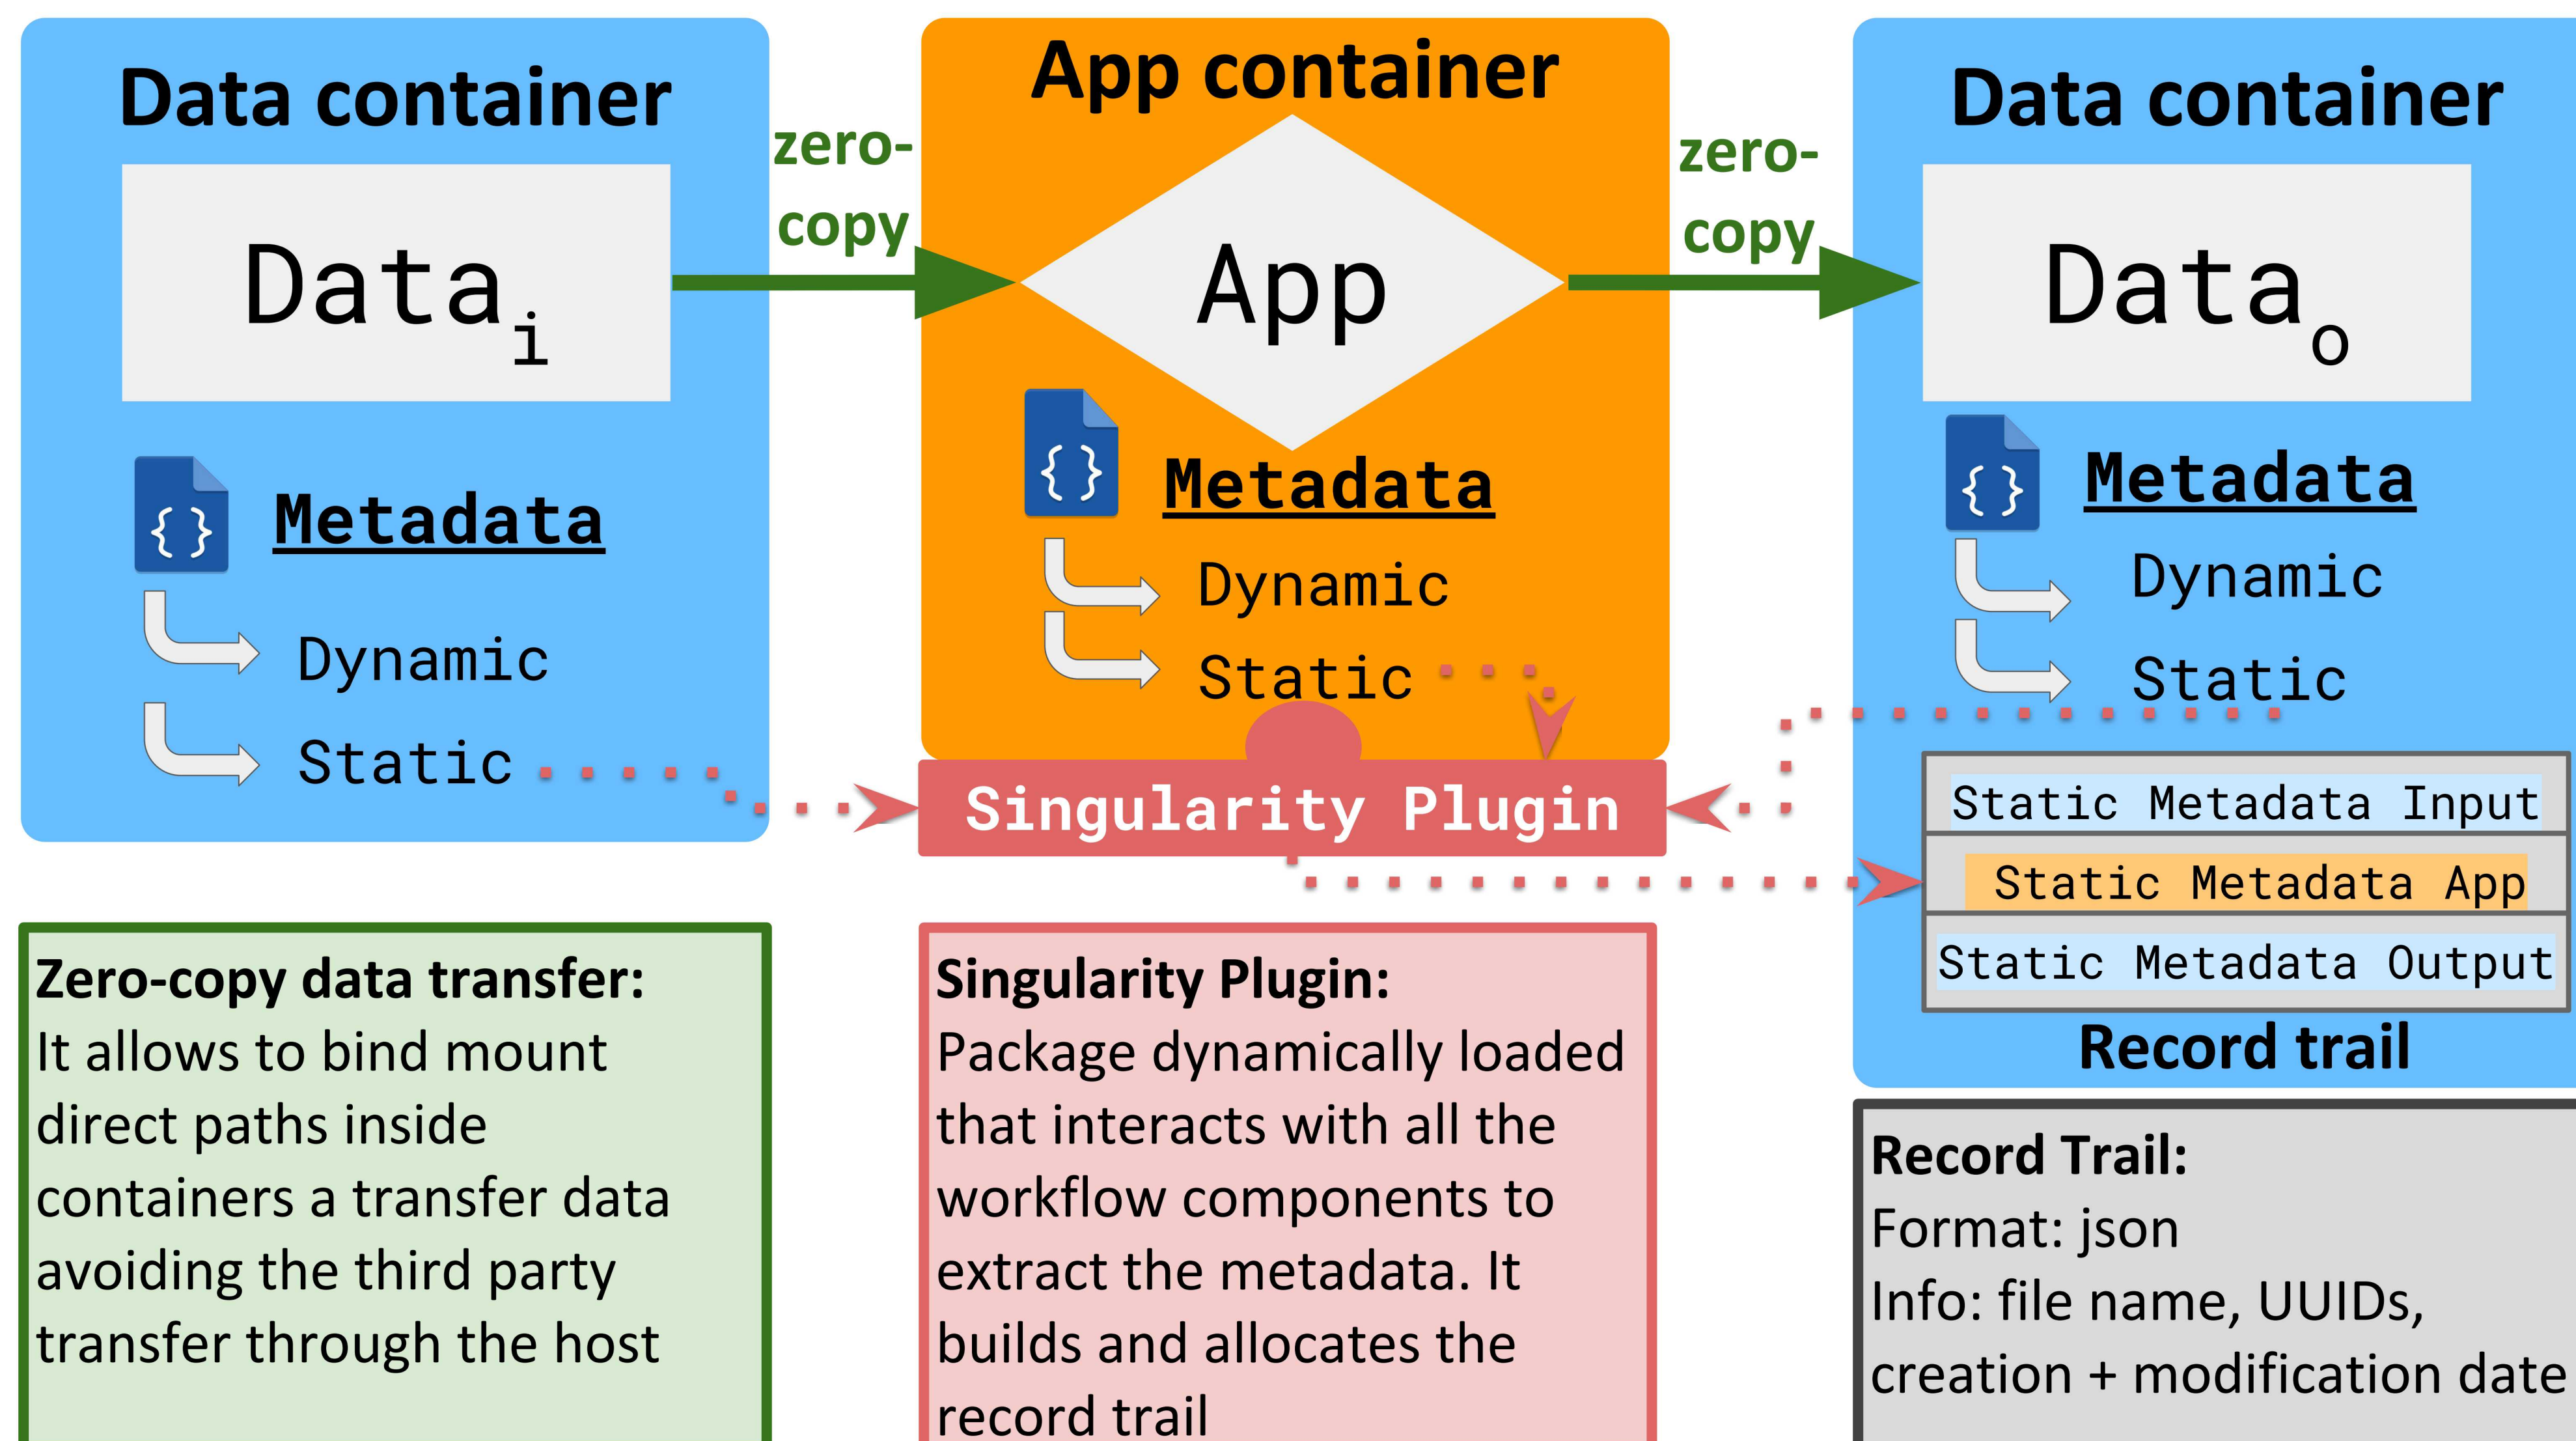 Data container
Data i
{}
Metadata
Dynamic
Static
zero-
copy
App container
App
{}
Metadata
Dynamic
Static
Singularity Plugin
zero-
copy
Data container
Data o
{}
Metadata
Dynamic
Static
Static Metadata Input
Static Metadata App
Static Metadata Output
Record trail
Zero-copy data transfer:
It allows to bind mount
direct paths inside
containers a transfer data
avoiding the third party
transfer through the host
Singularity Plugin:
Package dynamically loaded
that interacts with all the
workflow components to
extract the metadata. It
builds and allocates the
record trail
Record Trail:
Format: json
Info: file name, UUIDs,
creation + modification date